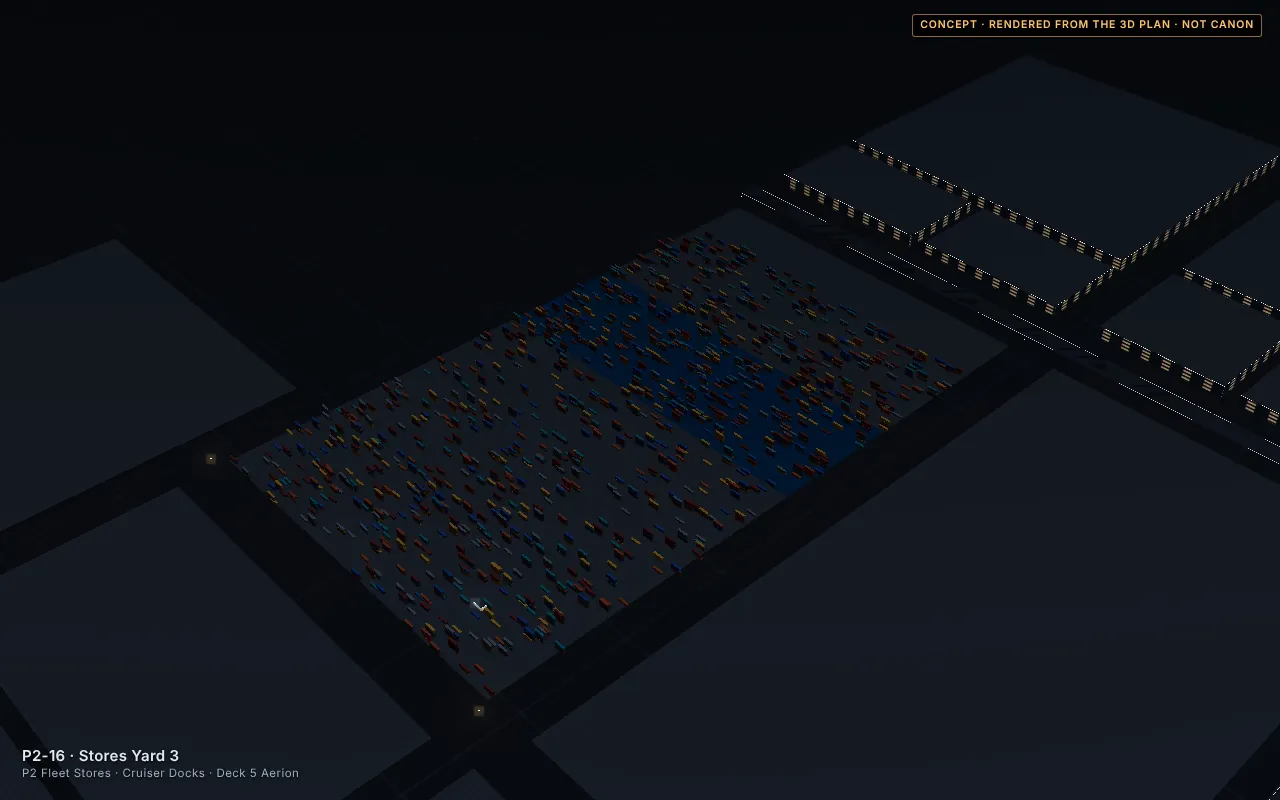 CONCEPT · RENDERED FROM THE 3D PLAN · NOT CANON
P2-16 · Stores Yard 3
P2 Fleet Stores · Cruiser Docks · Deck 5 Aerion